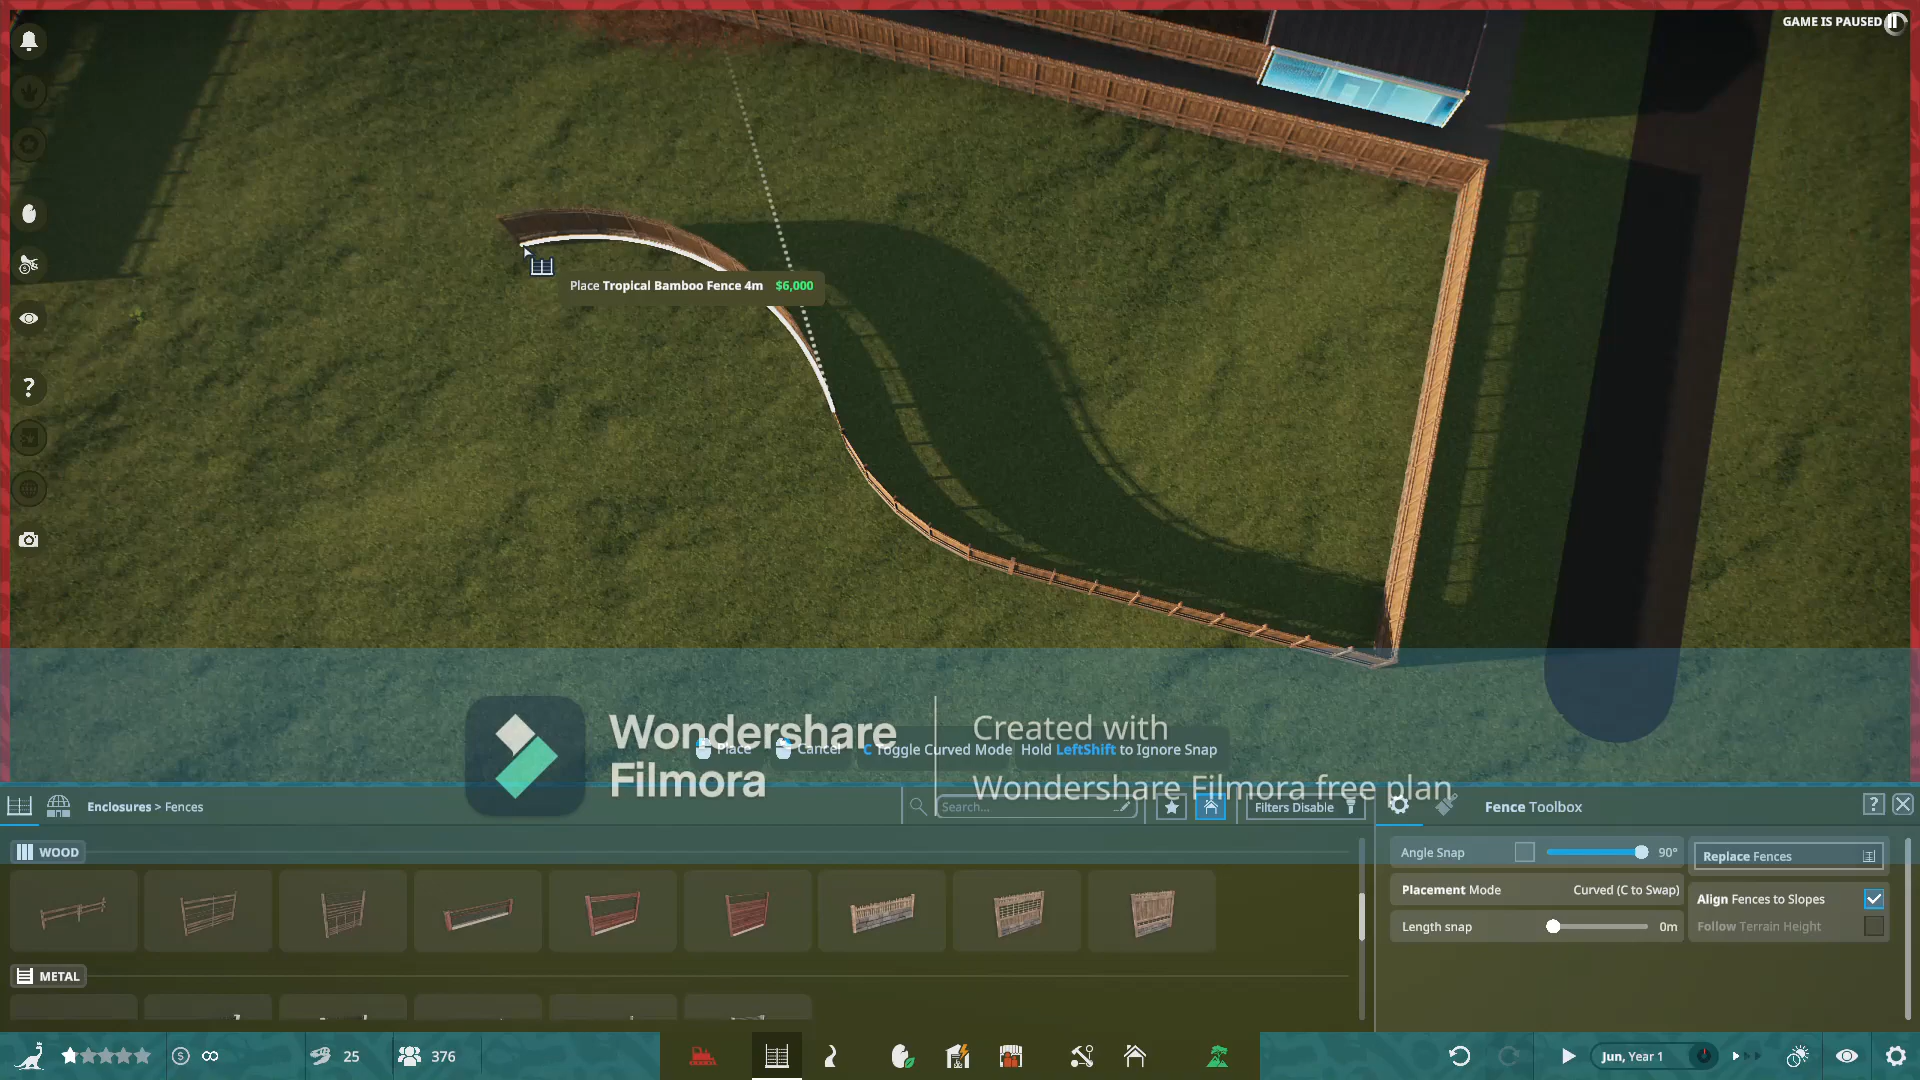 GAME IS PAUSED
?
Place Tropical Bamboo Fence 4m $6,000
Wondershare Filmora
Created with
Wondershare Filmora free plan
Place Cancel C Toggle Curved Mode Hold LeftShift to Ignore Snap
Enclosures > Fences
Search...
Filters Disable
Fence Toolbox
?
WOOD
Angle Snap 90°
Replace Fences
Placement Mode Curved (C to Swap)
Align Fences to Slopes
Length snap 0m
Follow Terrain Height
METAL
25
376
Jun, Year 1